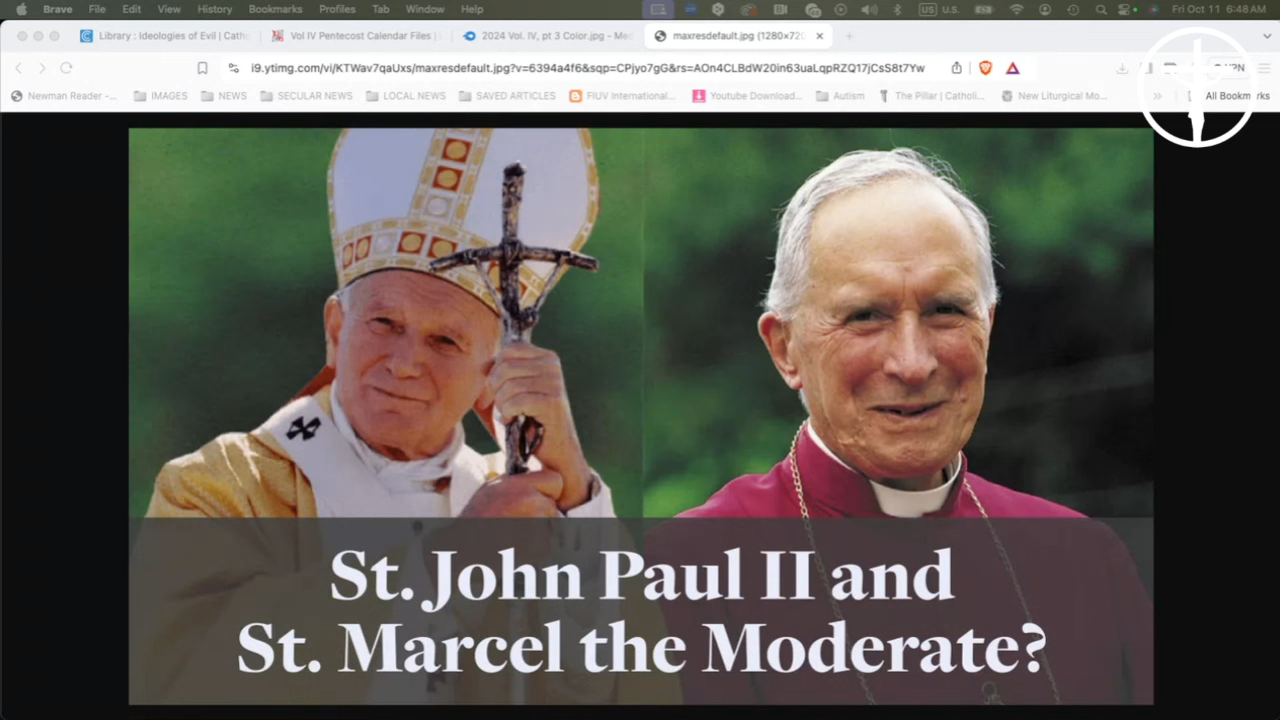 Brave File Edit View History Bookmarks Profiles Tab Window Help US U.S. Fri Oct 11 6:48 AM
Library : Ideologies of Evil | Cath Vol IV Pentecost Calendar Files | 2024 Vol. IV, pt 3 Color.jpg - Me maxresdefault.jpg (1280×72
i9.ytimg.com/vi/KTWav7qaUxs/maxresdefault.jpg?v=6394a4f6&sqp=CPjyo7gG&rs=AOn4CLBdW20in63uaLqpRZQ17jCsS8t7Yw VPN
Newman Reader -... IMAGES NEWS SECULAR NEWS LOCAL NEWS SAVED ARTICLES FIUV International... Youtube Download... Autism The Pillar | Catholi... New Liturgical Mo... » All Bookmarks
St. John Paul II and
St. Marcel the Moderate?